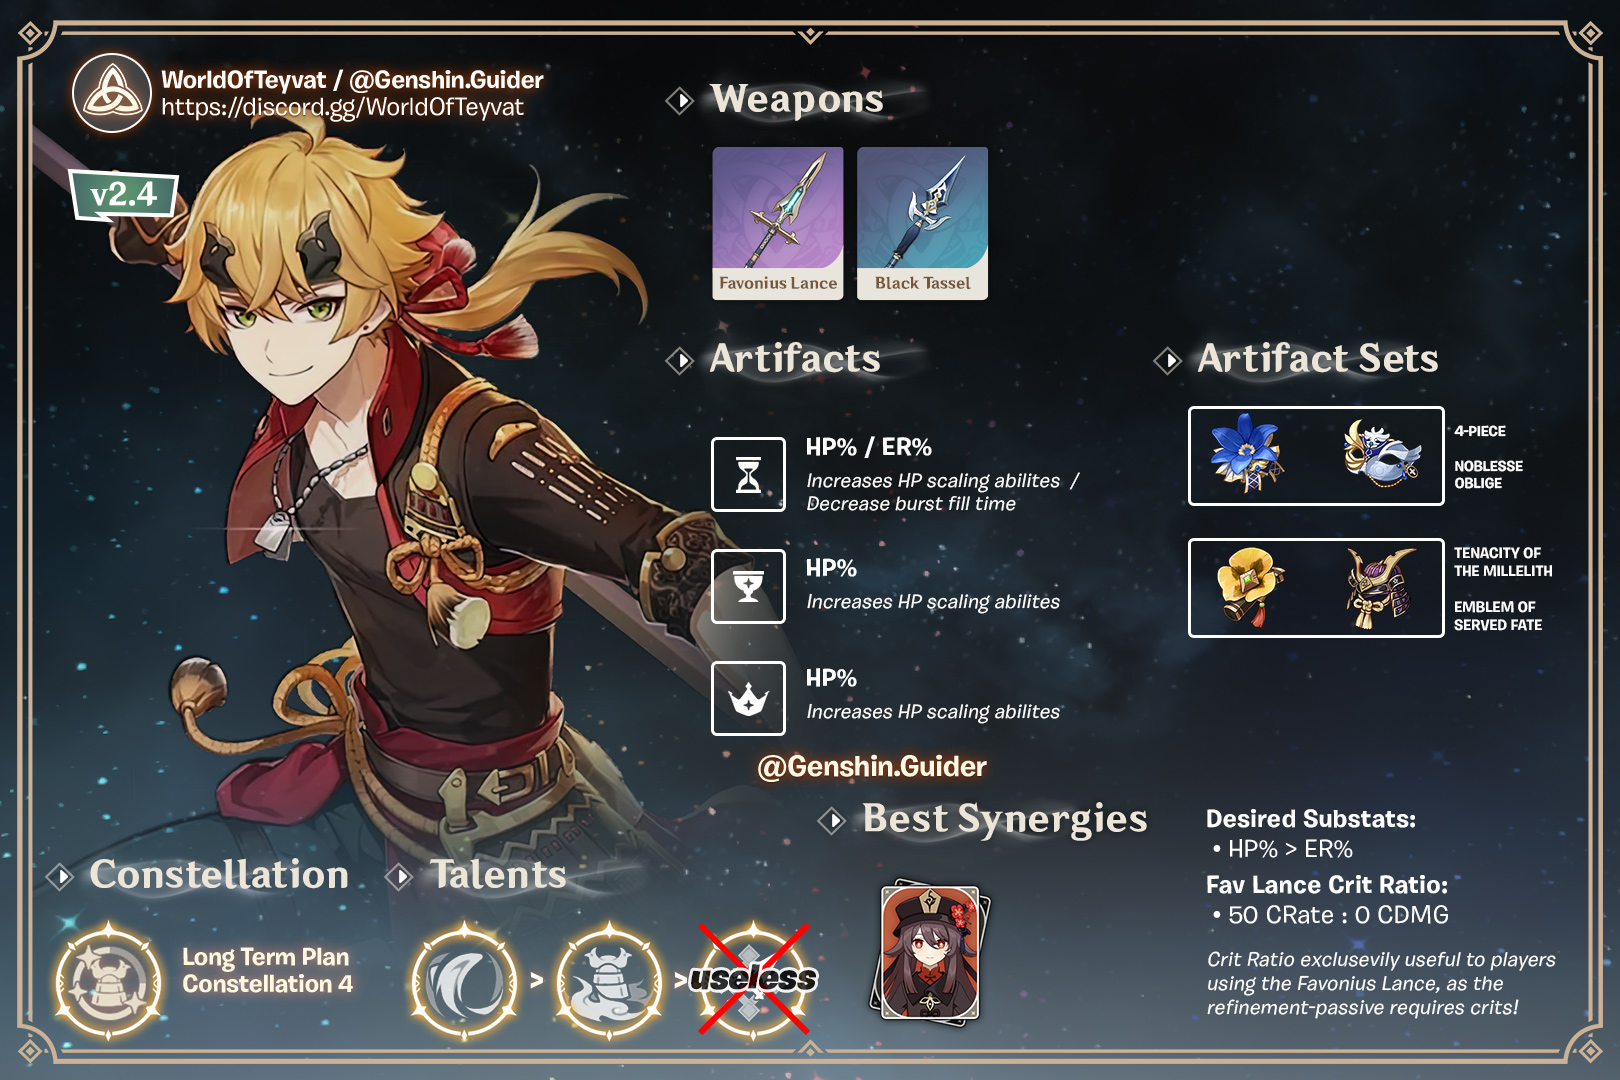 WorldOfTeyvat / @Genshin.Guider
https://discord.gg/WorldOfTeyvat
v2.4
Weapons
Favonius Lance
Black Tassel
Artifacts
HP% / ER%
Increases HP scaling abilites /
Decrease burst fill time
HP%
Increases HP scaling abilites
HP%
Increases HP scaling abilites
@Genshin.Guider
Artifact Sets
4-PIECE
NOBLESSE
OBLIGE
TENACITY OF
THE MILLELITH
EMBLEM OF
SERVED FATE
Constellation
Long Term Plan
Constellation 4
Talents
> > useless
Best Synergies
Desired Substats:
• HP% > ER%
Fav Lance Crit Ratio:
• 50 CRate : 0 CDMG
Crit Ratio exclusevily useful to players
using the Favonius Lance, as the
refinement-passive requires crits!